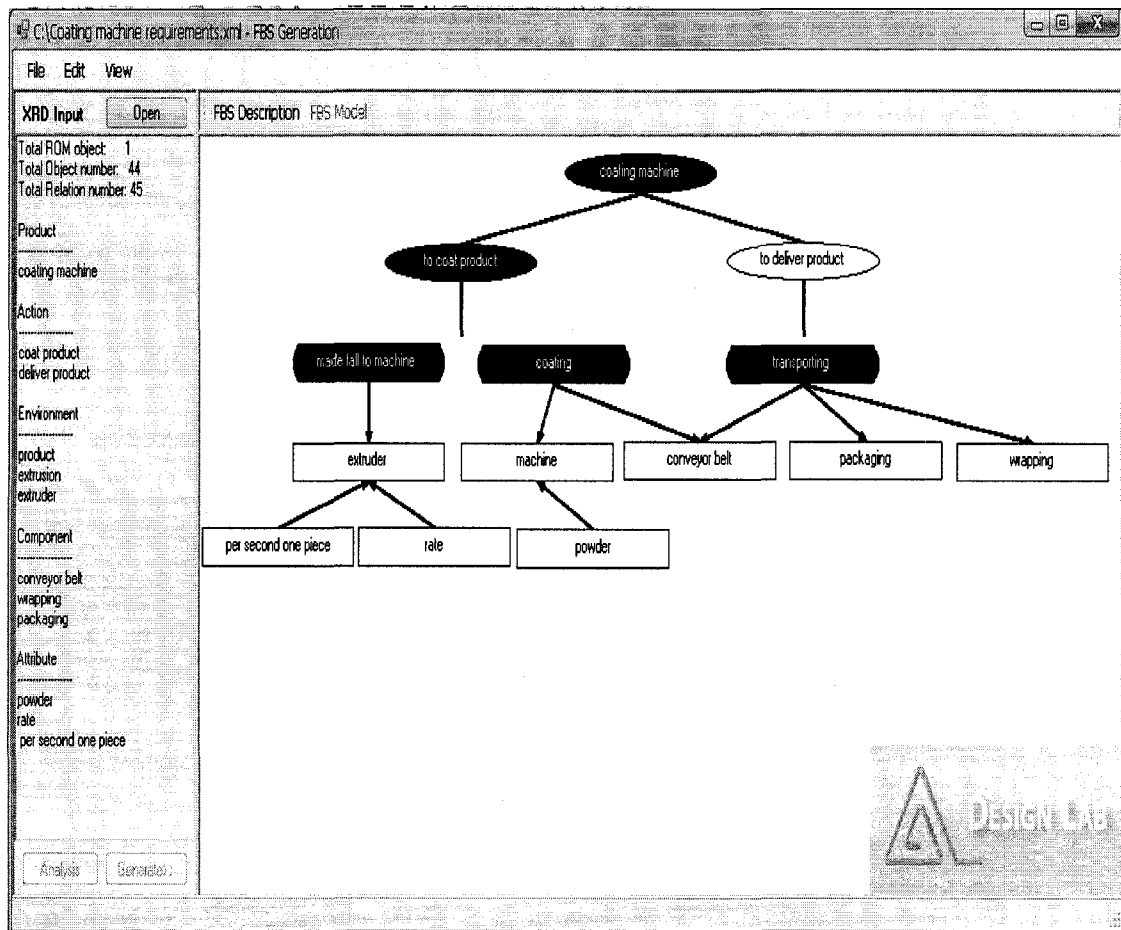 C:\Coating machine requirements.xml - FBS Generation
File Edit View
XRD Input Open
FBS Description FBS Model
Total ROM object: 1
Total Object number: 44
Total Relation number: 45
Product
---------------
coating machine
Action
---------------
coat product
deliver product
Environment
---------------
product
extrusion
extruder
Component
---------------
conveyor belt
wrapping
packaging
Attribute
---------------
powder
rate
per second one piece
Analysis
coating machine
to coat product to deliver product
made fall to machine coating transporting
extruder machine conveyor belt packaging wrapping
per second one piece rate powder
DESIGN LAB